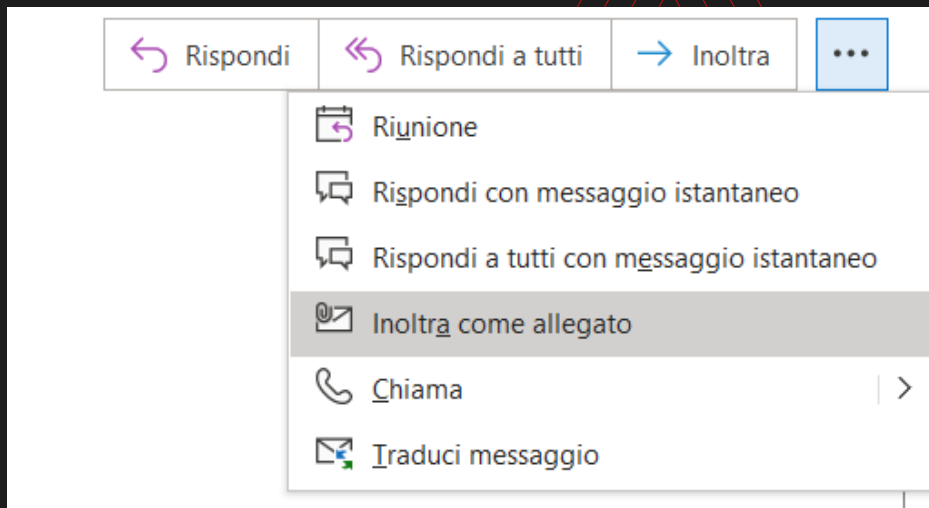 Rispondi Rispondi a tutti Inoltra ...
Riunione
Rispondi con messaggio istantaneo
Rispondi a tutti con messaggio istantaneo
Inoltra come allegato
Chiama
Traduci messaggio